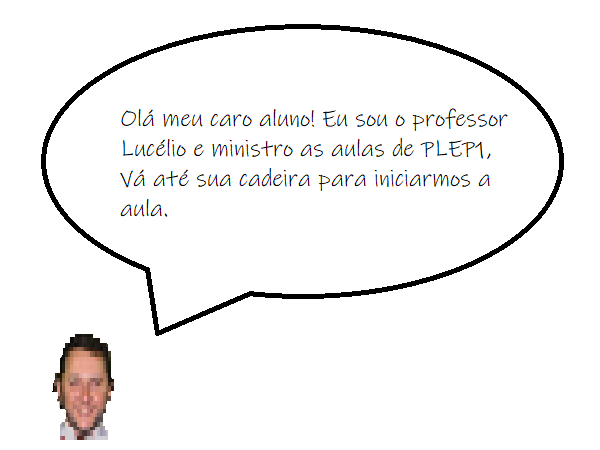 Olá meu caro aluno! Eu sou o professor
Lucélio e ministro as aulas de PLEP1,
Vá até sua cadeira para iniciarmos a
aula.